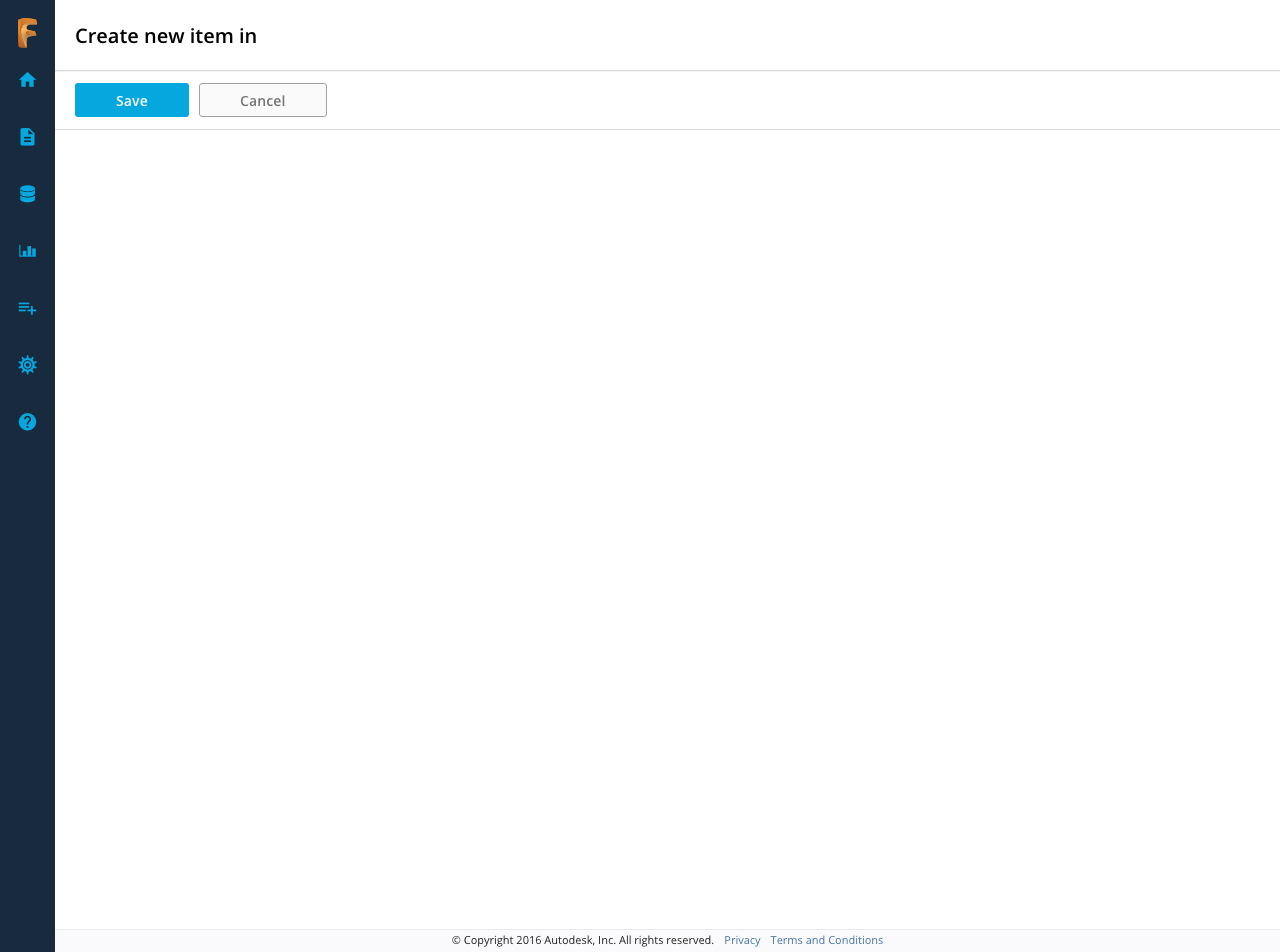 Create new item in
Save
Cancel
© Copyright 2016 Autodesk, Inc. All rights reserved. Privacy Terms and Conditions